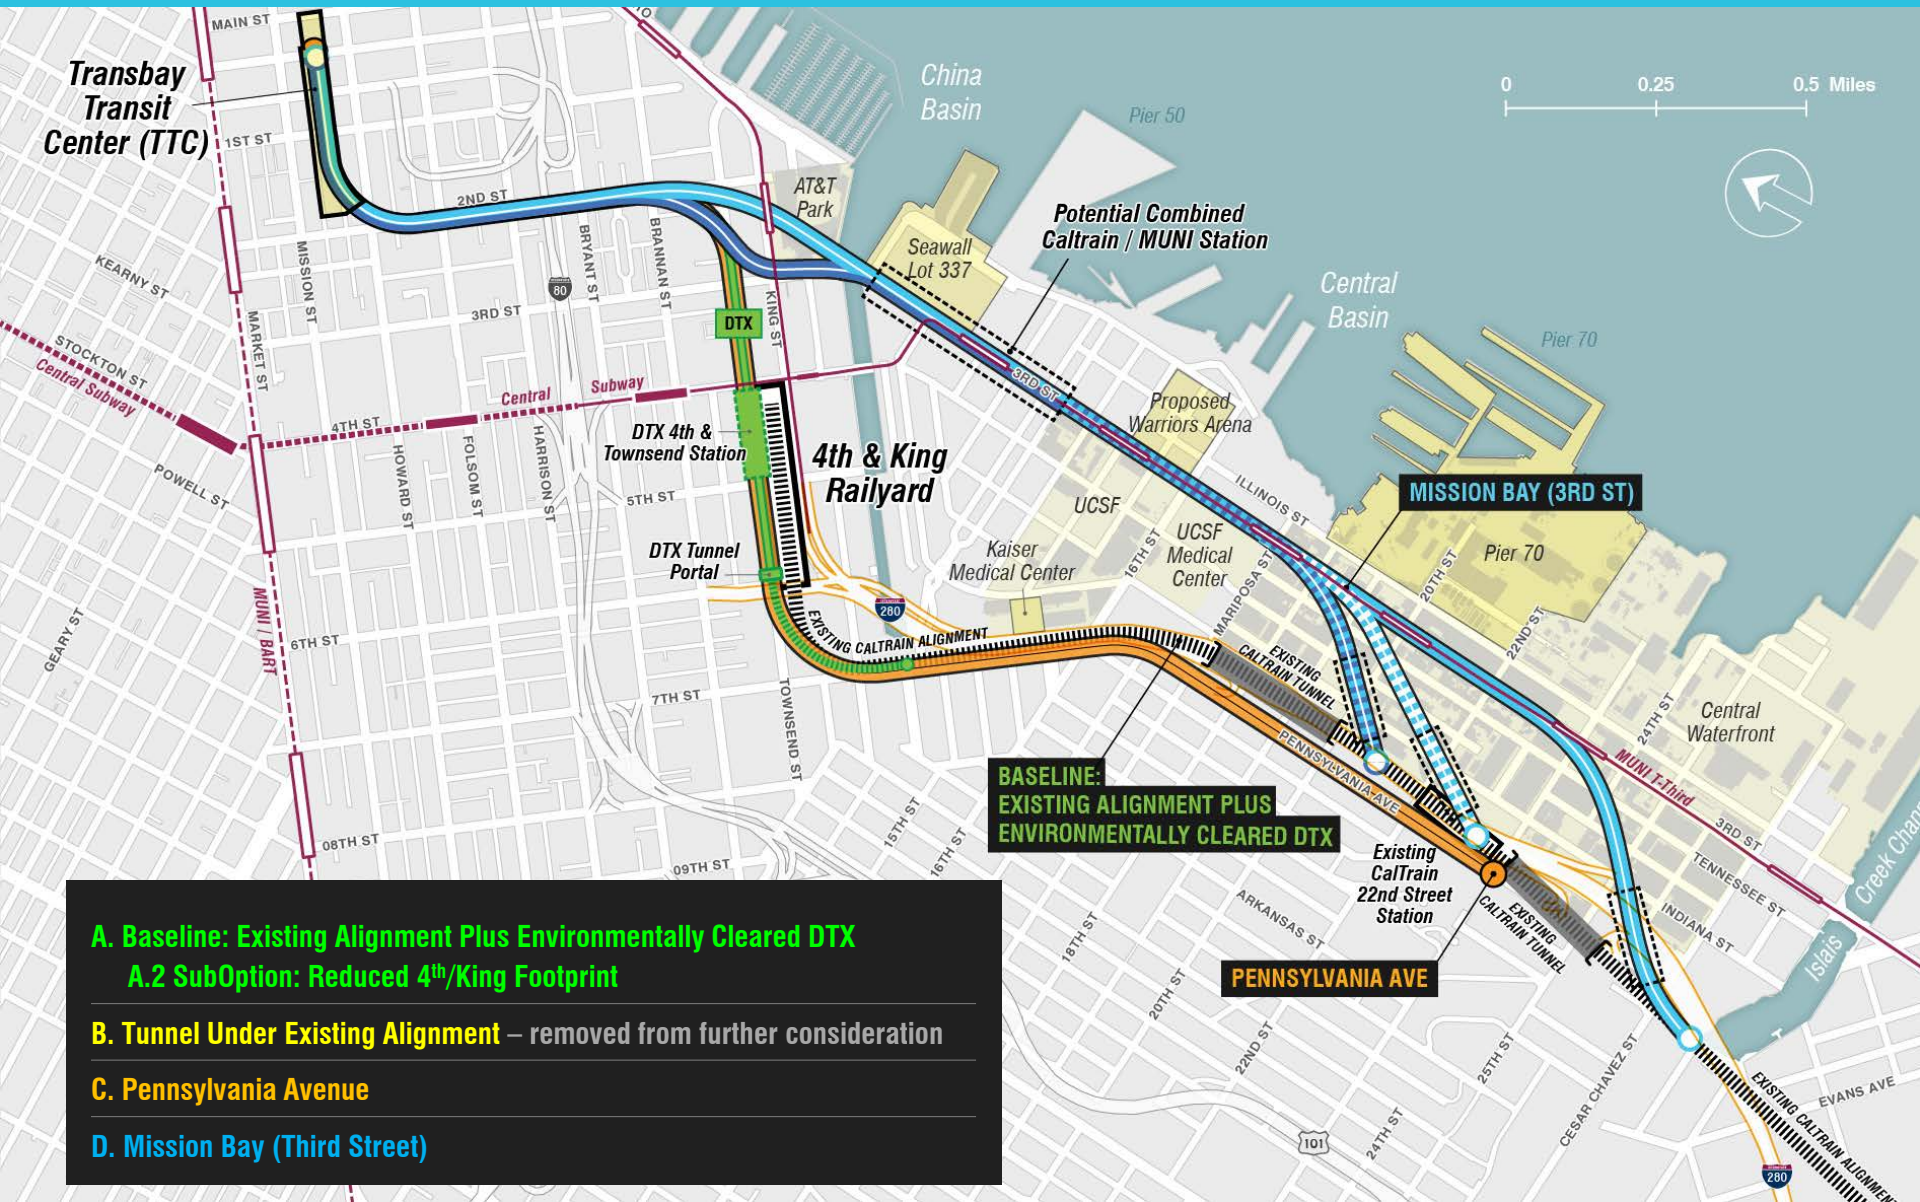 MAIN ST
Transbay
Transit
Center (TTC)
1ST ST
2ND ST
China
Basin
Pier 50
0 0.25 0.5 Miles
AT&T
Park
Seawall
Lot 337
Potential Combined
Caltrain / MUNI Station
Central
Basin
Pier 70
KEARNY ST
MISSION ST
BRYANT ST
BRANNAN ST
80
3RD ST
KING ST
DTX
MARKET ST
STOCKTON ST
Central Subway
Central
Subway
4TH ST
HOWARD ST
FOLSOM ST
HARRISON ST
POWELL ST
5TH ST
DTX 4th &
Townsend Station
4th & King
Railyard
3RD ST
Proposed
Warriors Arena
UCSF
ILLINOIS ST
MISSION BAY (3RD ST)
Pier 70
DTX Tunnel
Portal
Kaiser
Medical Center
16TH ST
UCSF
Medical
Center
MARIPOSA ST
20TH ST
22ND ST
280
EXISTING CALTRAIN ALIGNMENT
EXISTING
CALTRAIN TUNNEL
GEARY ST
MUNI / BART
6TH ST
7TH ST
TOWNSEND ST
PENNSYLVANIA AVE
24TH ST
Central
Waterfront
MUNI T-Third
3RD ST
TENNESSEE ST
INDIANA ST
Islais
Creek
BASELINE:
EXISTING ALIGNMENT PLUS
ENVIRONMENTALLY CLEARED DTX
08TH ST
09TH ST
15TH ST
16TH ST
Existing
CalTrain
22nd Street
Station
EXISTING
CALTRAIN TUNNEL
ARKANSAS ST
18TH ST
20TH ST
22ND ST
PENNSYLVANIA AVE
25TH ST
24TH ST
CESAR CHAVEZ ST
EVANS AVE
101
280
EXISTING CALTRAIN ALIGNMEN
A. Baseline: Existing Alignment Plus Environmentally Cleared DTX
A.2 SubOption: Reduced 4th/King Footprint
B. Tunnel Under Existing Alignment – removed from further consideration
C. Pennsylvania Avenue
D. Mission Bay (Third Street)